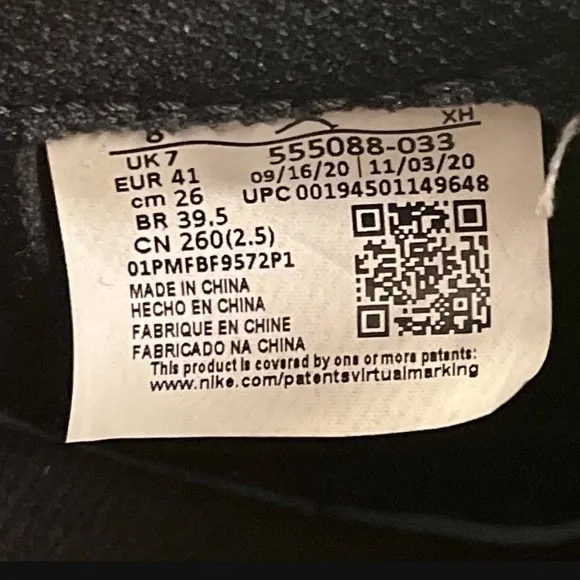 8
XH
UK 7
555088-033
EUR 41
09/16/20 | 11/03/20
cm 26
UPC 00194501149648
BR 39.5
CN 260(2.5)
01PMFBF9572P1
MADE IN CHINA
HECHO EN CHINA
FABRIQUE EN CHINE
FABRICADO NA CHINA
This product is covered by one or more patents:
www.nike.com/patentsvirtualmarking